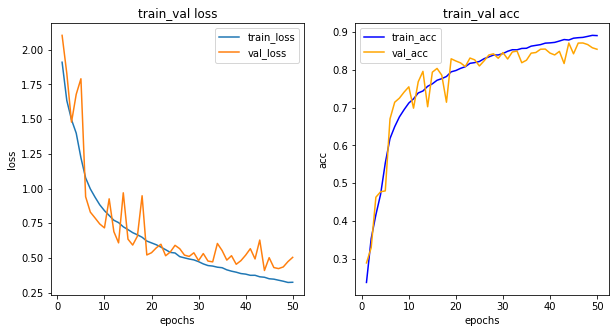 train_val loss
train_loss
val_loss
2.00
1.75
1.50
1.25
1.00
0.75
0.50
0.25
loss
0 10 20 30 40 50
epochs
train_val acc
train_acc
val_acc
0.9
0.8
0.7
0.6
0.5
0.4
0.3
acc
0 10 20 30 40 50
epochs